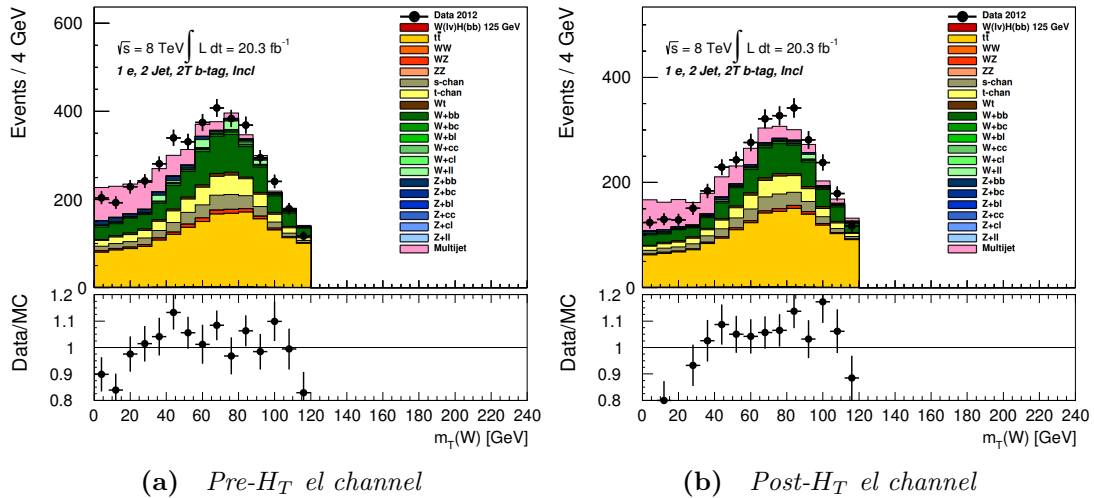 Events / 4 GeV
600
400
200
0
√s = 8 TeV ∫ L dt = 20.3 fb⁻¹
1 e, 2 Jet, 2T b-tag, Incl
Data 2012
W(lv)H(bb) 125 GeV
tt̄
WW
WZ
ZZ
s-chan
t-chan
Wt
W+bb
W+bc
W+bl
W+cc
W+cl
W+ll
Z+bb
Z+bc
Z+bl
Z+cc
Z+cl
Z+ll
Multijet
Data/MC
1.2
1.1
1
0.9
0.8
0 20 40 60 80 100 120 140 160 180 200 220 240
m_T(W) [GeV]
(a) Pre-H_T el channel
Events / 4 GeV
400
200
0
√s = 8 TeV ∫ L dt = 20.3 fb⁻¹
1 e, 2 Jet, 2T b-tag, Incl
Data 2012
W(lv)H(bb) 125 GeV
tt̄
WW
WZ
ZZ
s-chan
t-chan
Wt
W+bb
W+bc
W+bl
W+cc
W+cl
W+ll
Z+bb
Z+bc
Z+bl
Z+cc
Z+cl
Z+ll
Multijet
Data/MC
1.2
1.1
1
0.9
0.8
0 20 40 60 80 100 120 140 160 180 200 220 240
m_T(W) [GeV]
(b) Post-H_T el channel